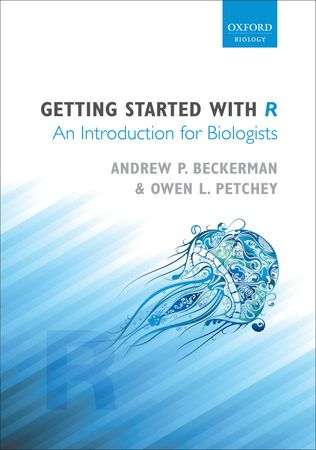 OXFORD
BIOLOGY
GETTING STARTED WITH R
An Introduction for Biologists
ANDREW P. BECKERMAN
& OWEN L. PETCHEY
R